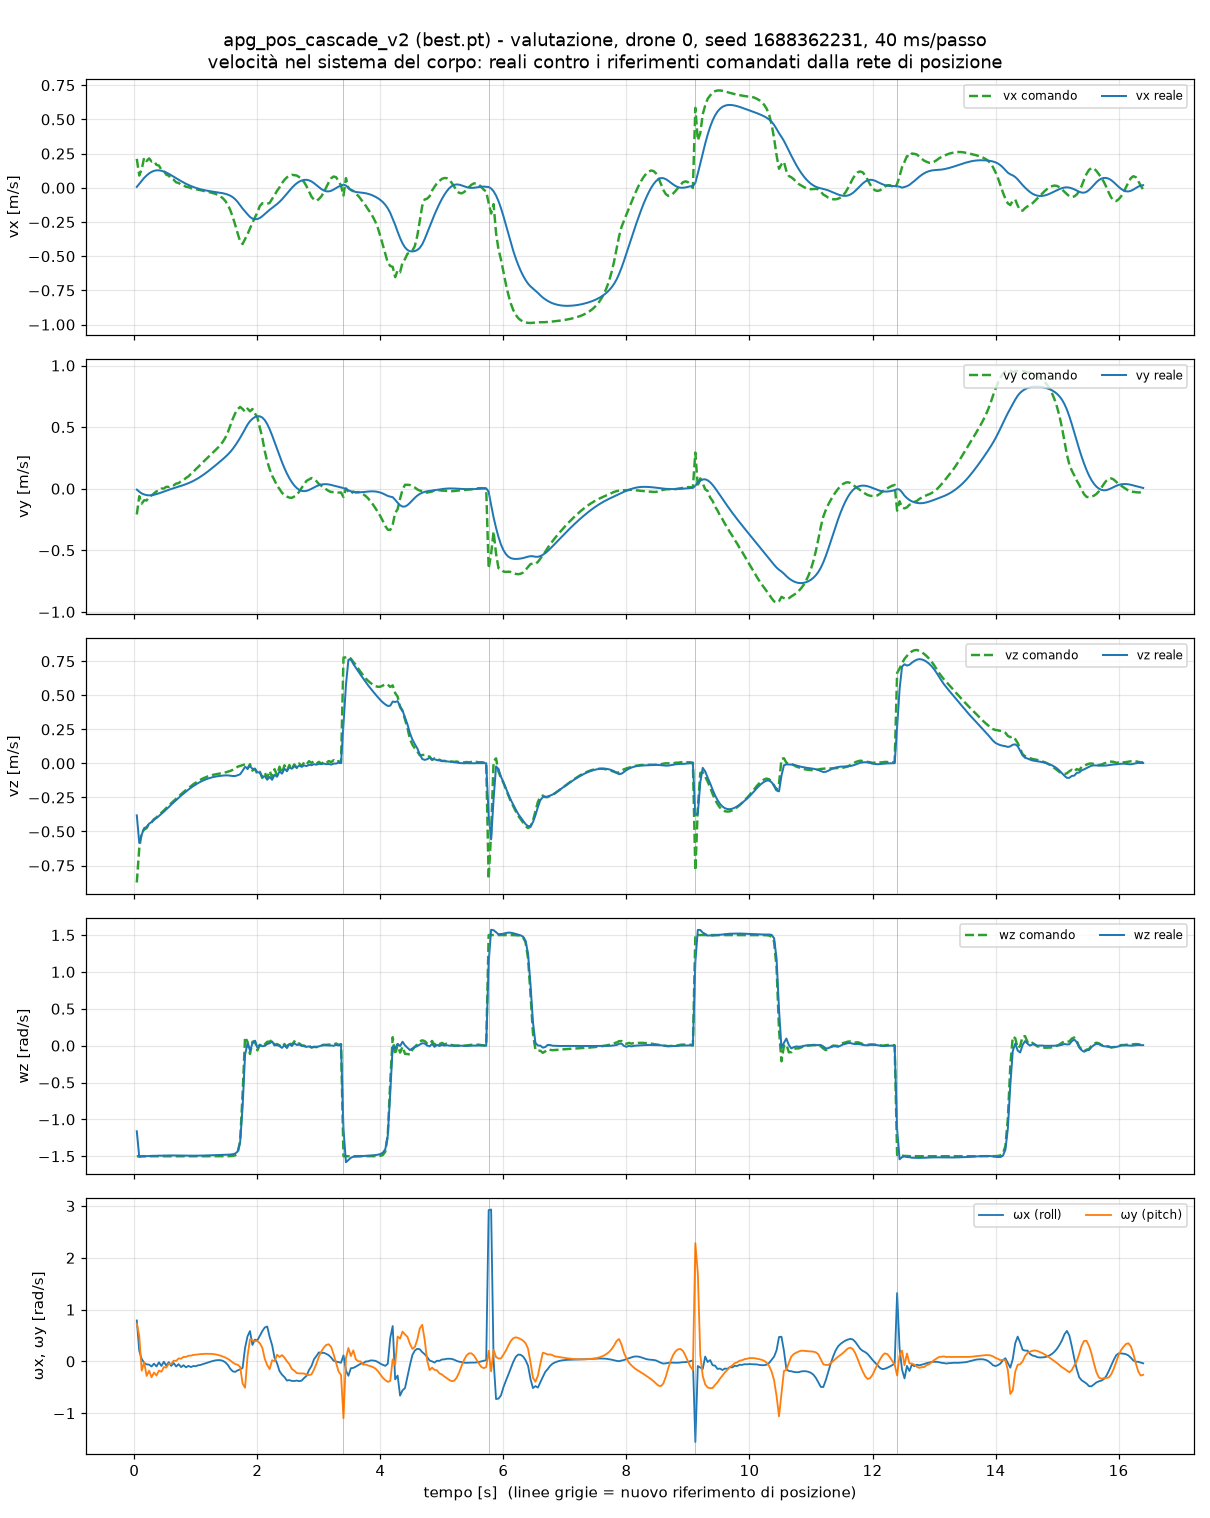 apg_pos_cascade_v2 (best.pt) - valutazione, drone 0, seed 1688362231, 40 ms/passo
velocità nel sistema del corpo: reali contro i riferimenti comandati dalla rete di posizione
vx comando vx reale
vx [m/s]
0.75
0.50
0.25
0.00
−0.25
−0.50
−0.75
−1.00
vy comando vy reale
vy [m/s]
1.0
0.5
0.0
−0.5
−1.0
vz comando vz reale
vz [m/s]
0.75
0.50
0.25
0.00
−0.25
−0.50
−0.75
wz comando wz reale
wz [rad/s]
1.5
1.0
0.5
0.0
−0.5
−1.0
−1.5
ωx (roll) ωy (pitch)
ωx, ωy [rad/s]
3
2
1
0
−1
0 2 4 6 8 10 12 14 16
tempo [s]  (linee grigie = nuovo riferimento di posizione)